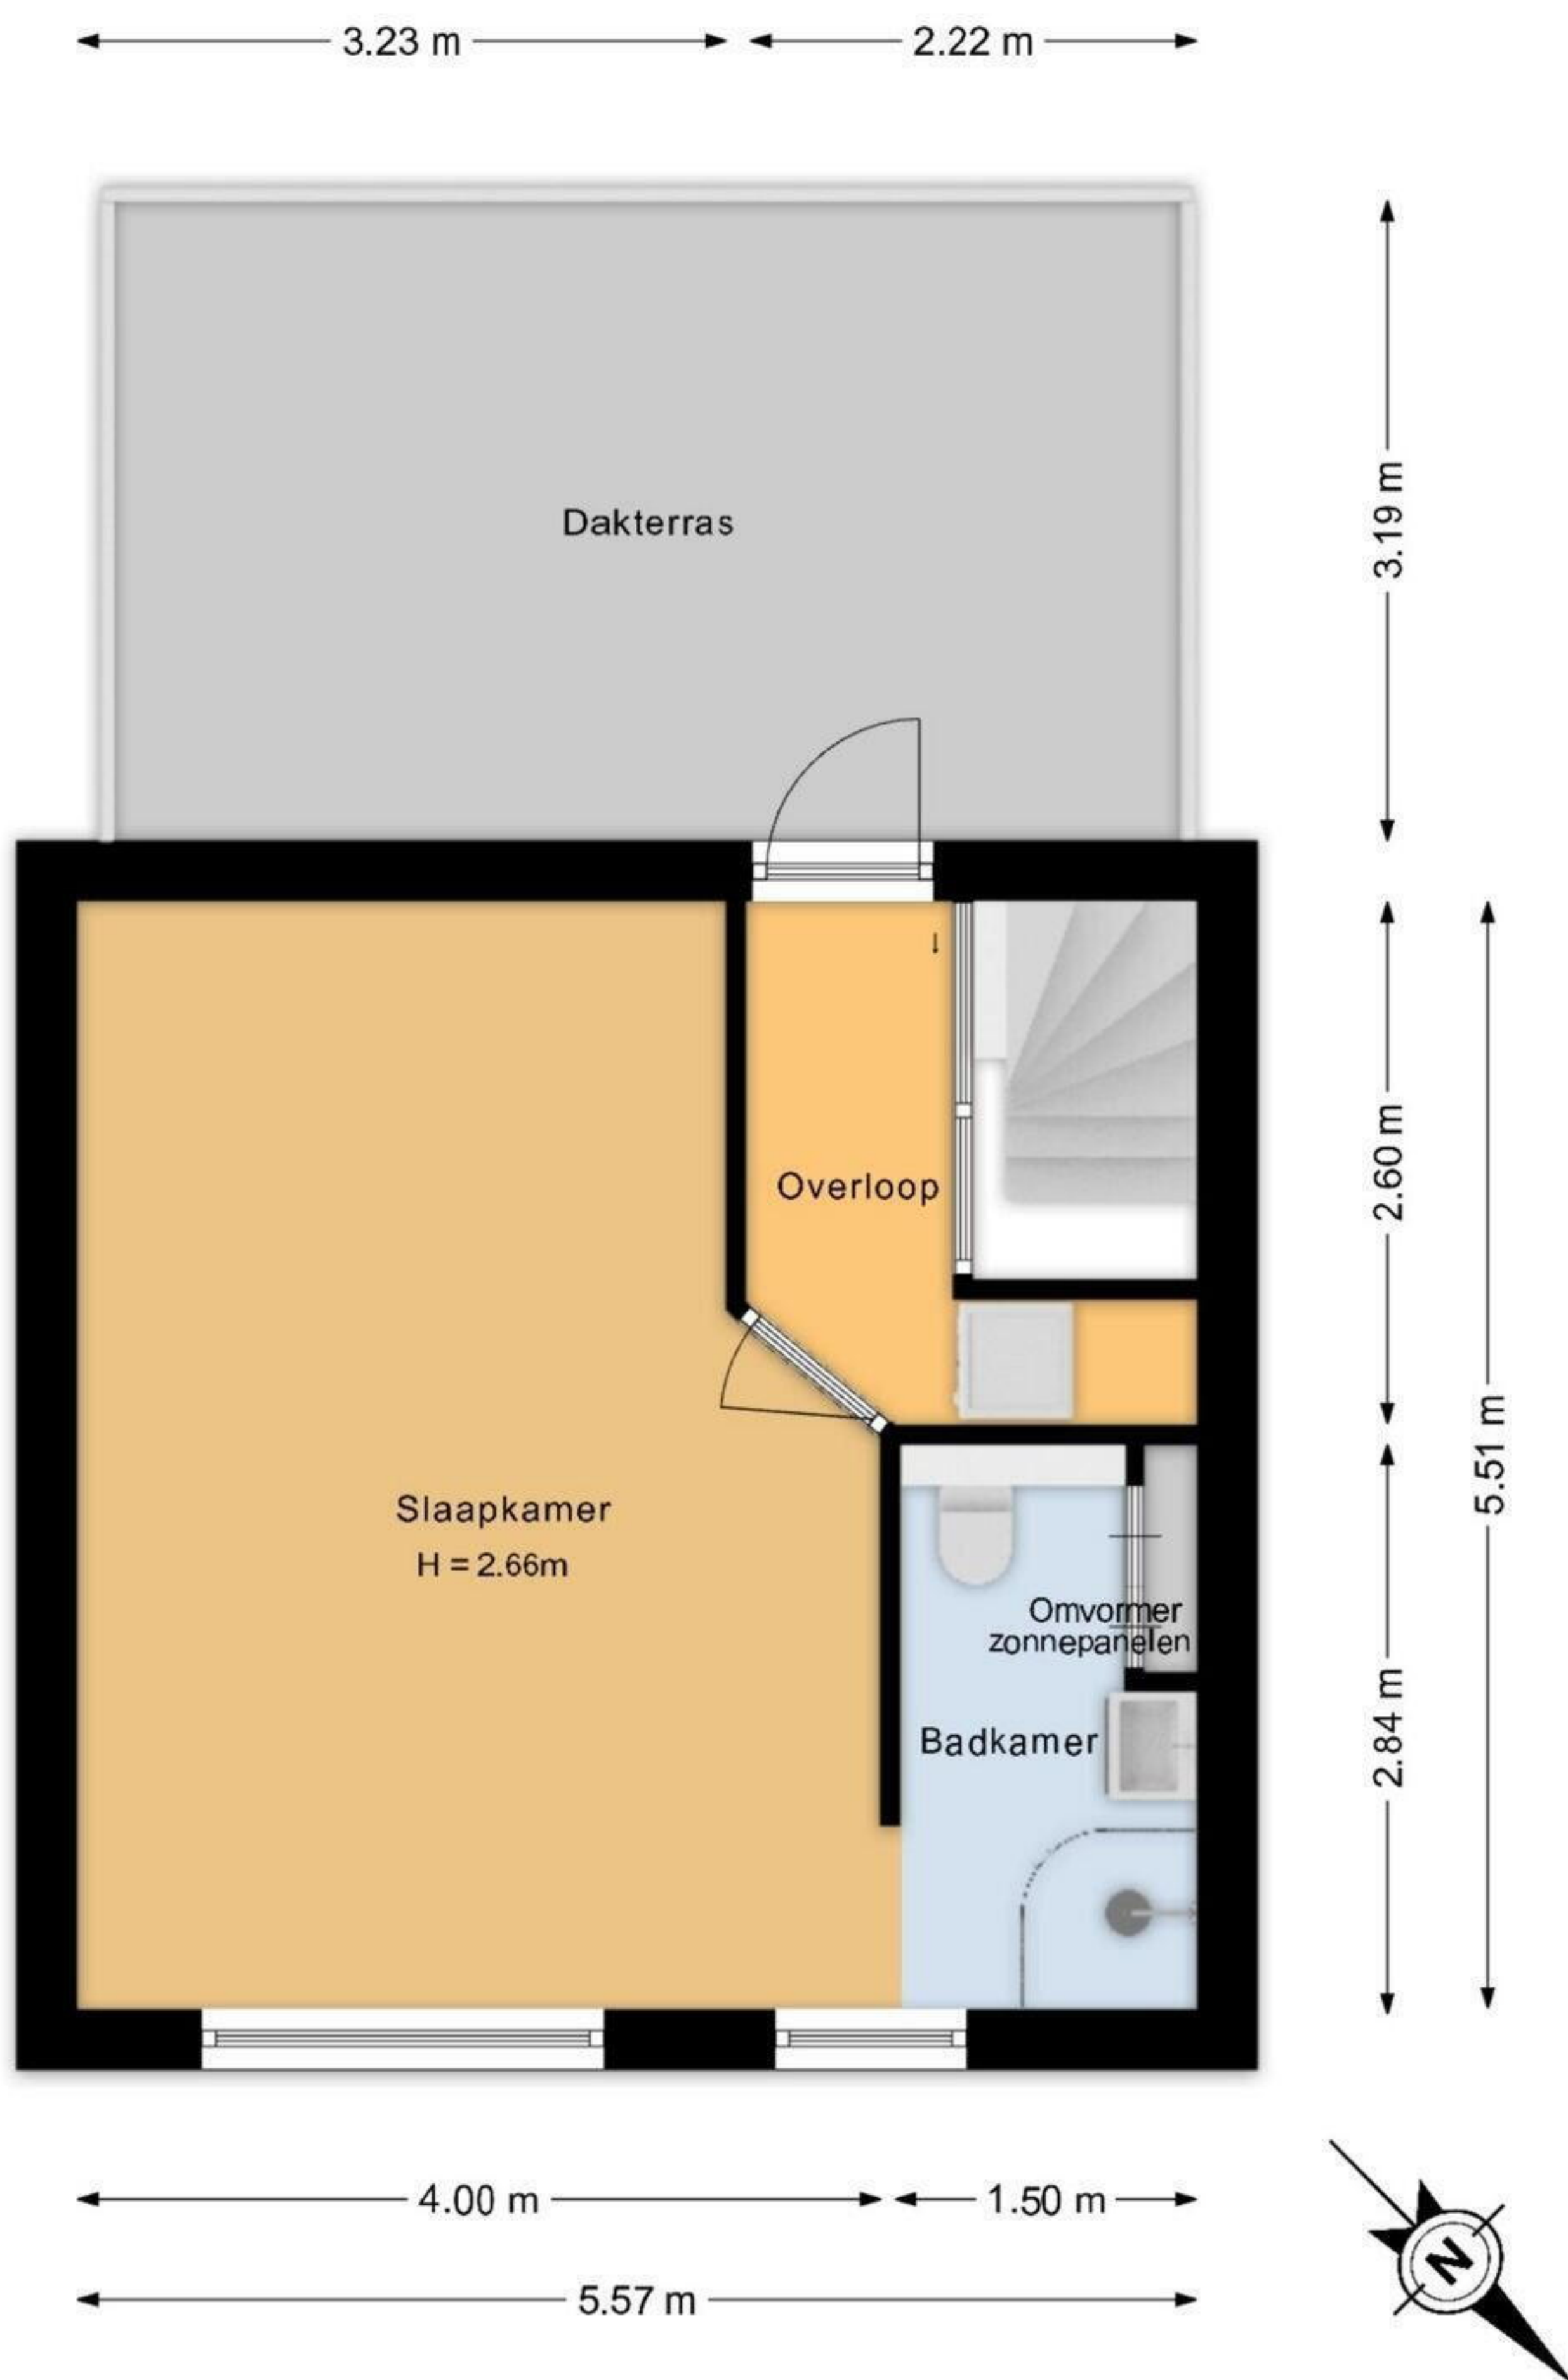 3.23 m
2.22 m
Dakterras
3.19 m
Overloop
2.60 m
5.51 m
Slaapkamer
H = 2.66m
Omvormer
zonnepanelen
Badkamer
2.84 m
4.00 m
1.50 m
5.57 m
N